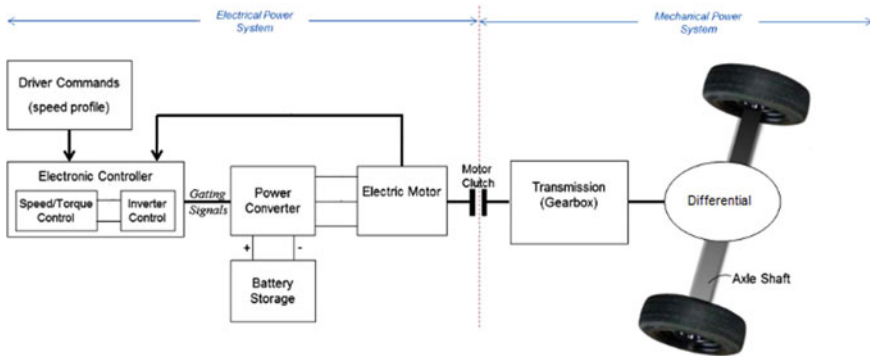 Electrical Power
System
Mechanical Power
System
Driver Commands
(speed profile)
Electronic Controller
Speed/Torque
Control
Inverter
Control
Gating
Signals
Power
Converter
Electric Motor
Motor
Clutch
Transmission
(Gearbox)
Differential
+ -
Battery
Storage
Axle Shaft